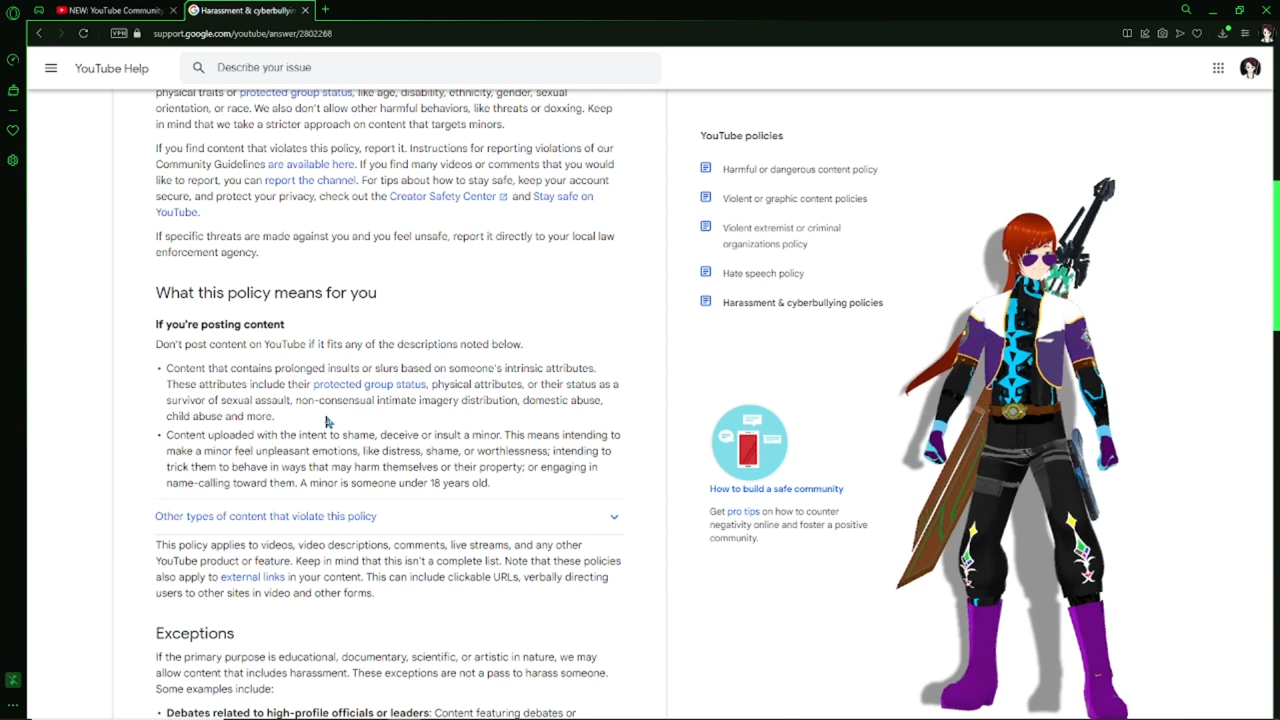 NEW: YouTube Community
Harassment & cyberbullyin
VPN
support.google.com/youtube/answer/2802268
YouTube Help
Describe your issue
physical traits or protected group status, like age, disability, ethnicity, gender, sexual
orientation, or race. We also don't allow other harmful behaviors, like threats or doxxing. Keep
in mind that we take a stricter approach on content that targets minors.
If you find content that violates this policy, report it. Instructions for reporting violations of our
Community Guidelines are available here. If you find many videos or comments that you would
like to report, you can report the channel. For tips about how to stay safe, keep your account
secure, and protect your privacy, check out the Creator Safety Center and Stay safe on
YouTube.
If specific threats are made against you and you feel unsafe, report it directly to your local law
enforcement agency.
What this policy means for you
If you're posting content
Don't post content on YouTube if it fits any of the descriptions noted below.
• Content that contains prolonged insults or slurs based on someone's intrinsic attributes.
These attributes include their protected group status, physical attributes, or their status as a
survivor of sexual assault, non-consensual intimate imagery distribution, domestic abuse,
child abuse and more.
• Content uploaded with the intent to shame, deceive or insult a minor. This means intending to
make a minor feel unpleasant emotions, like distress, shame, or worthlessness; intending to
trick them to behave in ways that may harm themselves or their property; or engaging in
name-calling toward them. A minor is someone under 18 years old.
Other types of content that violate this policy
This policy applies to videos, video descriptions, comments, live streams, and any other
YouTube product or feature. Keep in mind that this isn't a complete list. Note that these policies
also apply to external links in your content. This can include clickable URLs, verbally directing
users to other sites in video and other forms.
Exceptions
If the primary purpose is educational, documentary, scientific, or artistic in nature, we may
allow content that includes harassment. These exceptions are not a pass to harass someone.
Some examples include:
• Debates related to high-profile officials or leaders: Content featuring debates or
YouTube policies
Harmful or dangerous content policy
Violent or graphic content policies
Violent extremist or criminal
organizations policy
Hate speech policy
Harassment & cyberbullying policies
How to build a safe community
Get pro tips on how to counter
negativity online and foster a positive
community.